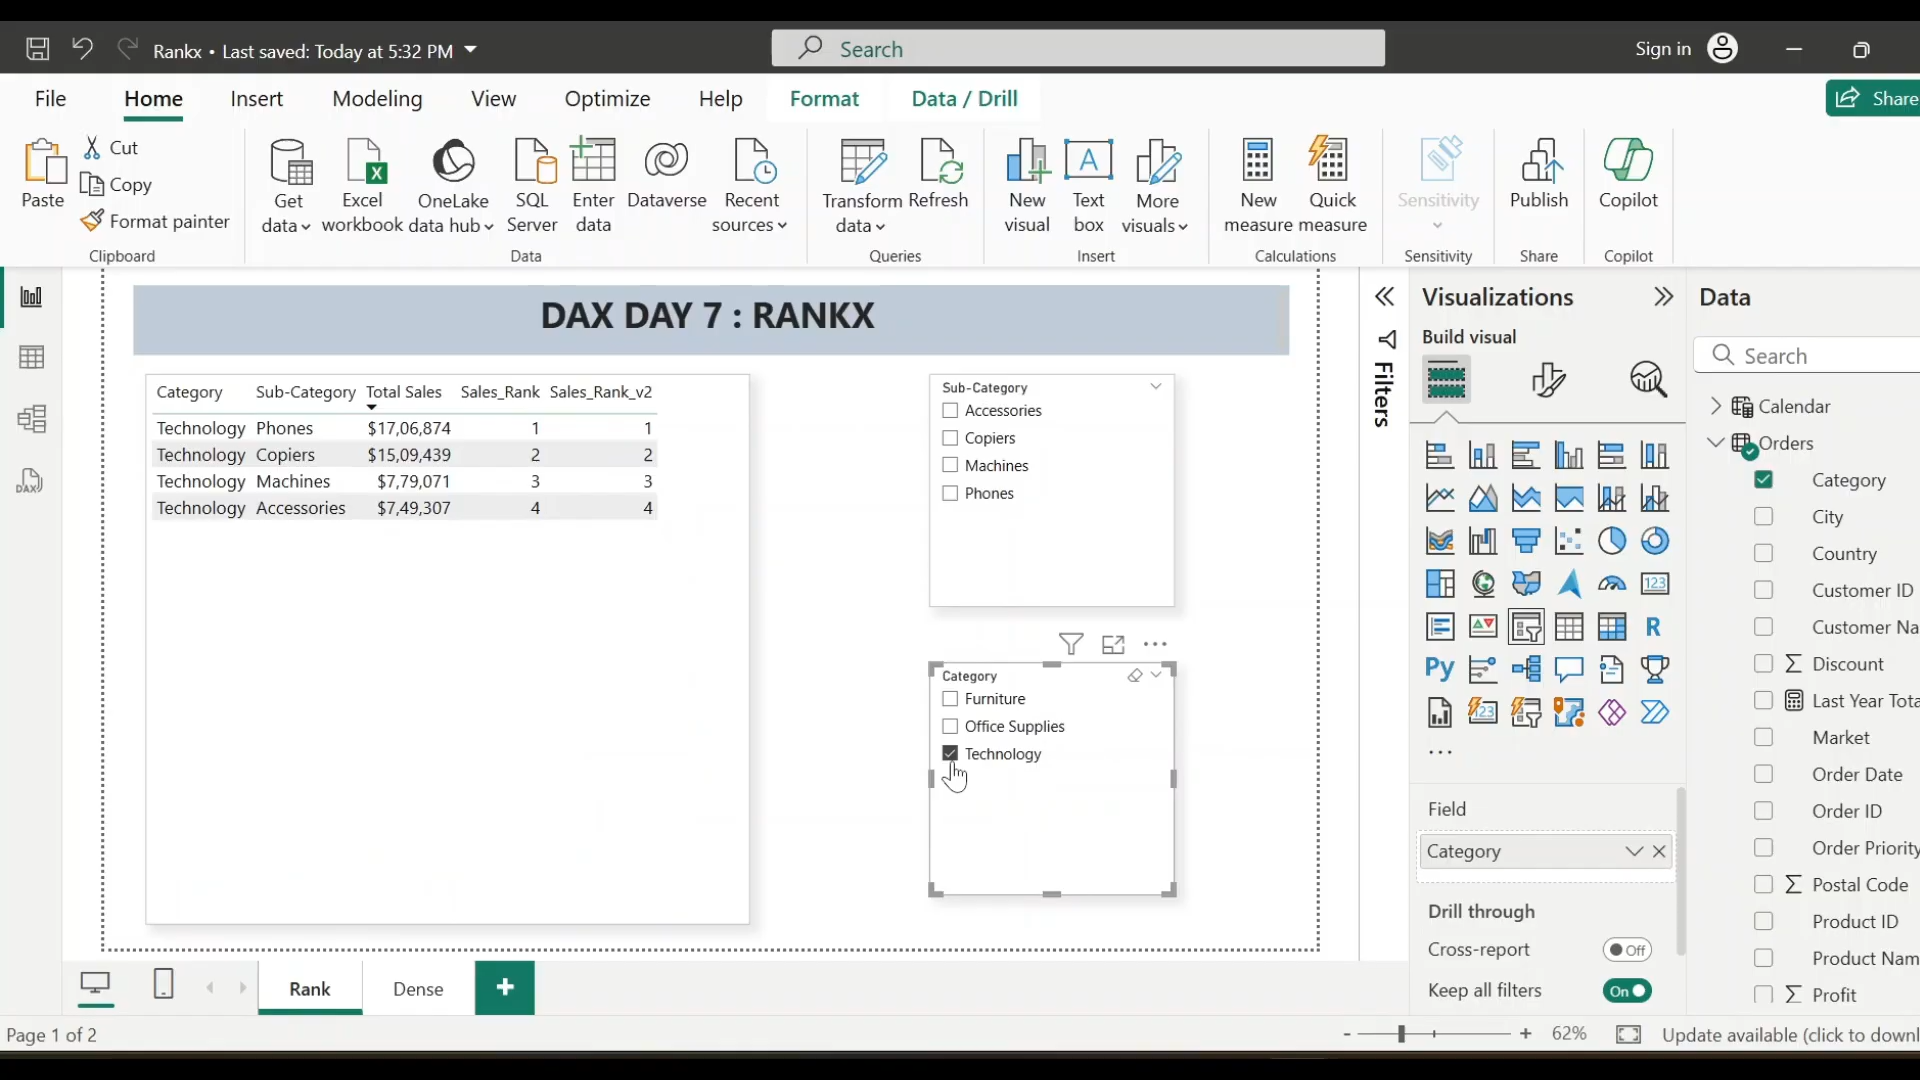 Rankx • Last saved: Today at 5:32 PM
Search
Sign in
File Home Insert Modeling View Optimize Help Format Data / Drill
Share
Paste
Cut
Copy
Format painter
Clipboard
Get data
Excel workbook
OneLake data hub
SQL Server
Enter data
Dataverse
Recent sources
Data
Transform data
Refresh
Queries
New visual
Text box
More visuals
Insert
New measure
Quick measure
Calculations
Sensitivity
Sensitivity
Publish
Share
Copilot
Copilot
DAX DAY 7 : RANKX
Category Sub-Category Total Sales Sales_Rank Sales_Rank_v2
Technology Phones $17,06,874 1 1
Technology Copiers $15,09,439 2 2
Technology Machines $7,79,071 3 3
Technology Accessories $7,49,307 4 4
Sub-Category
Accessories
Copiers
Machines
Phones
Category
Furniture
Office Supplies
Technology
Filters
Visualizations
Build visual
123
R
Py
123
Field
Category
Drill through
Cross-report Off
Keep all filters On
Data
Search
Calendar
Orders
Category
City
Country
Customer ID
Customer Na
Discount
Last Year Tota
Market
Order Date
Order ID
Order Priority
Postal Code
Product ID
Product Nam
Profit
DAX
Rank
Dense
Page 1 of 2
- + 62%
Update available (click to downl